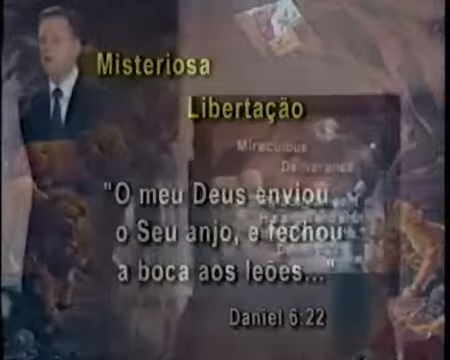 Misteriosa
Libertação
Miraculous
Deliverance
"O meu Deus enviou
o Seu anjo, e fechou
a boca aos leões..."
Daniel 6:22